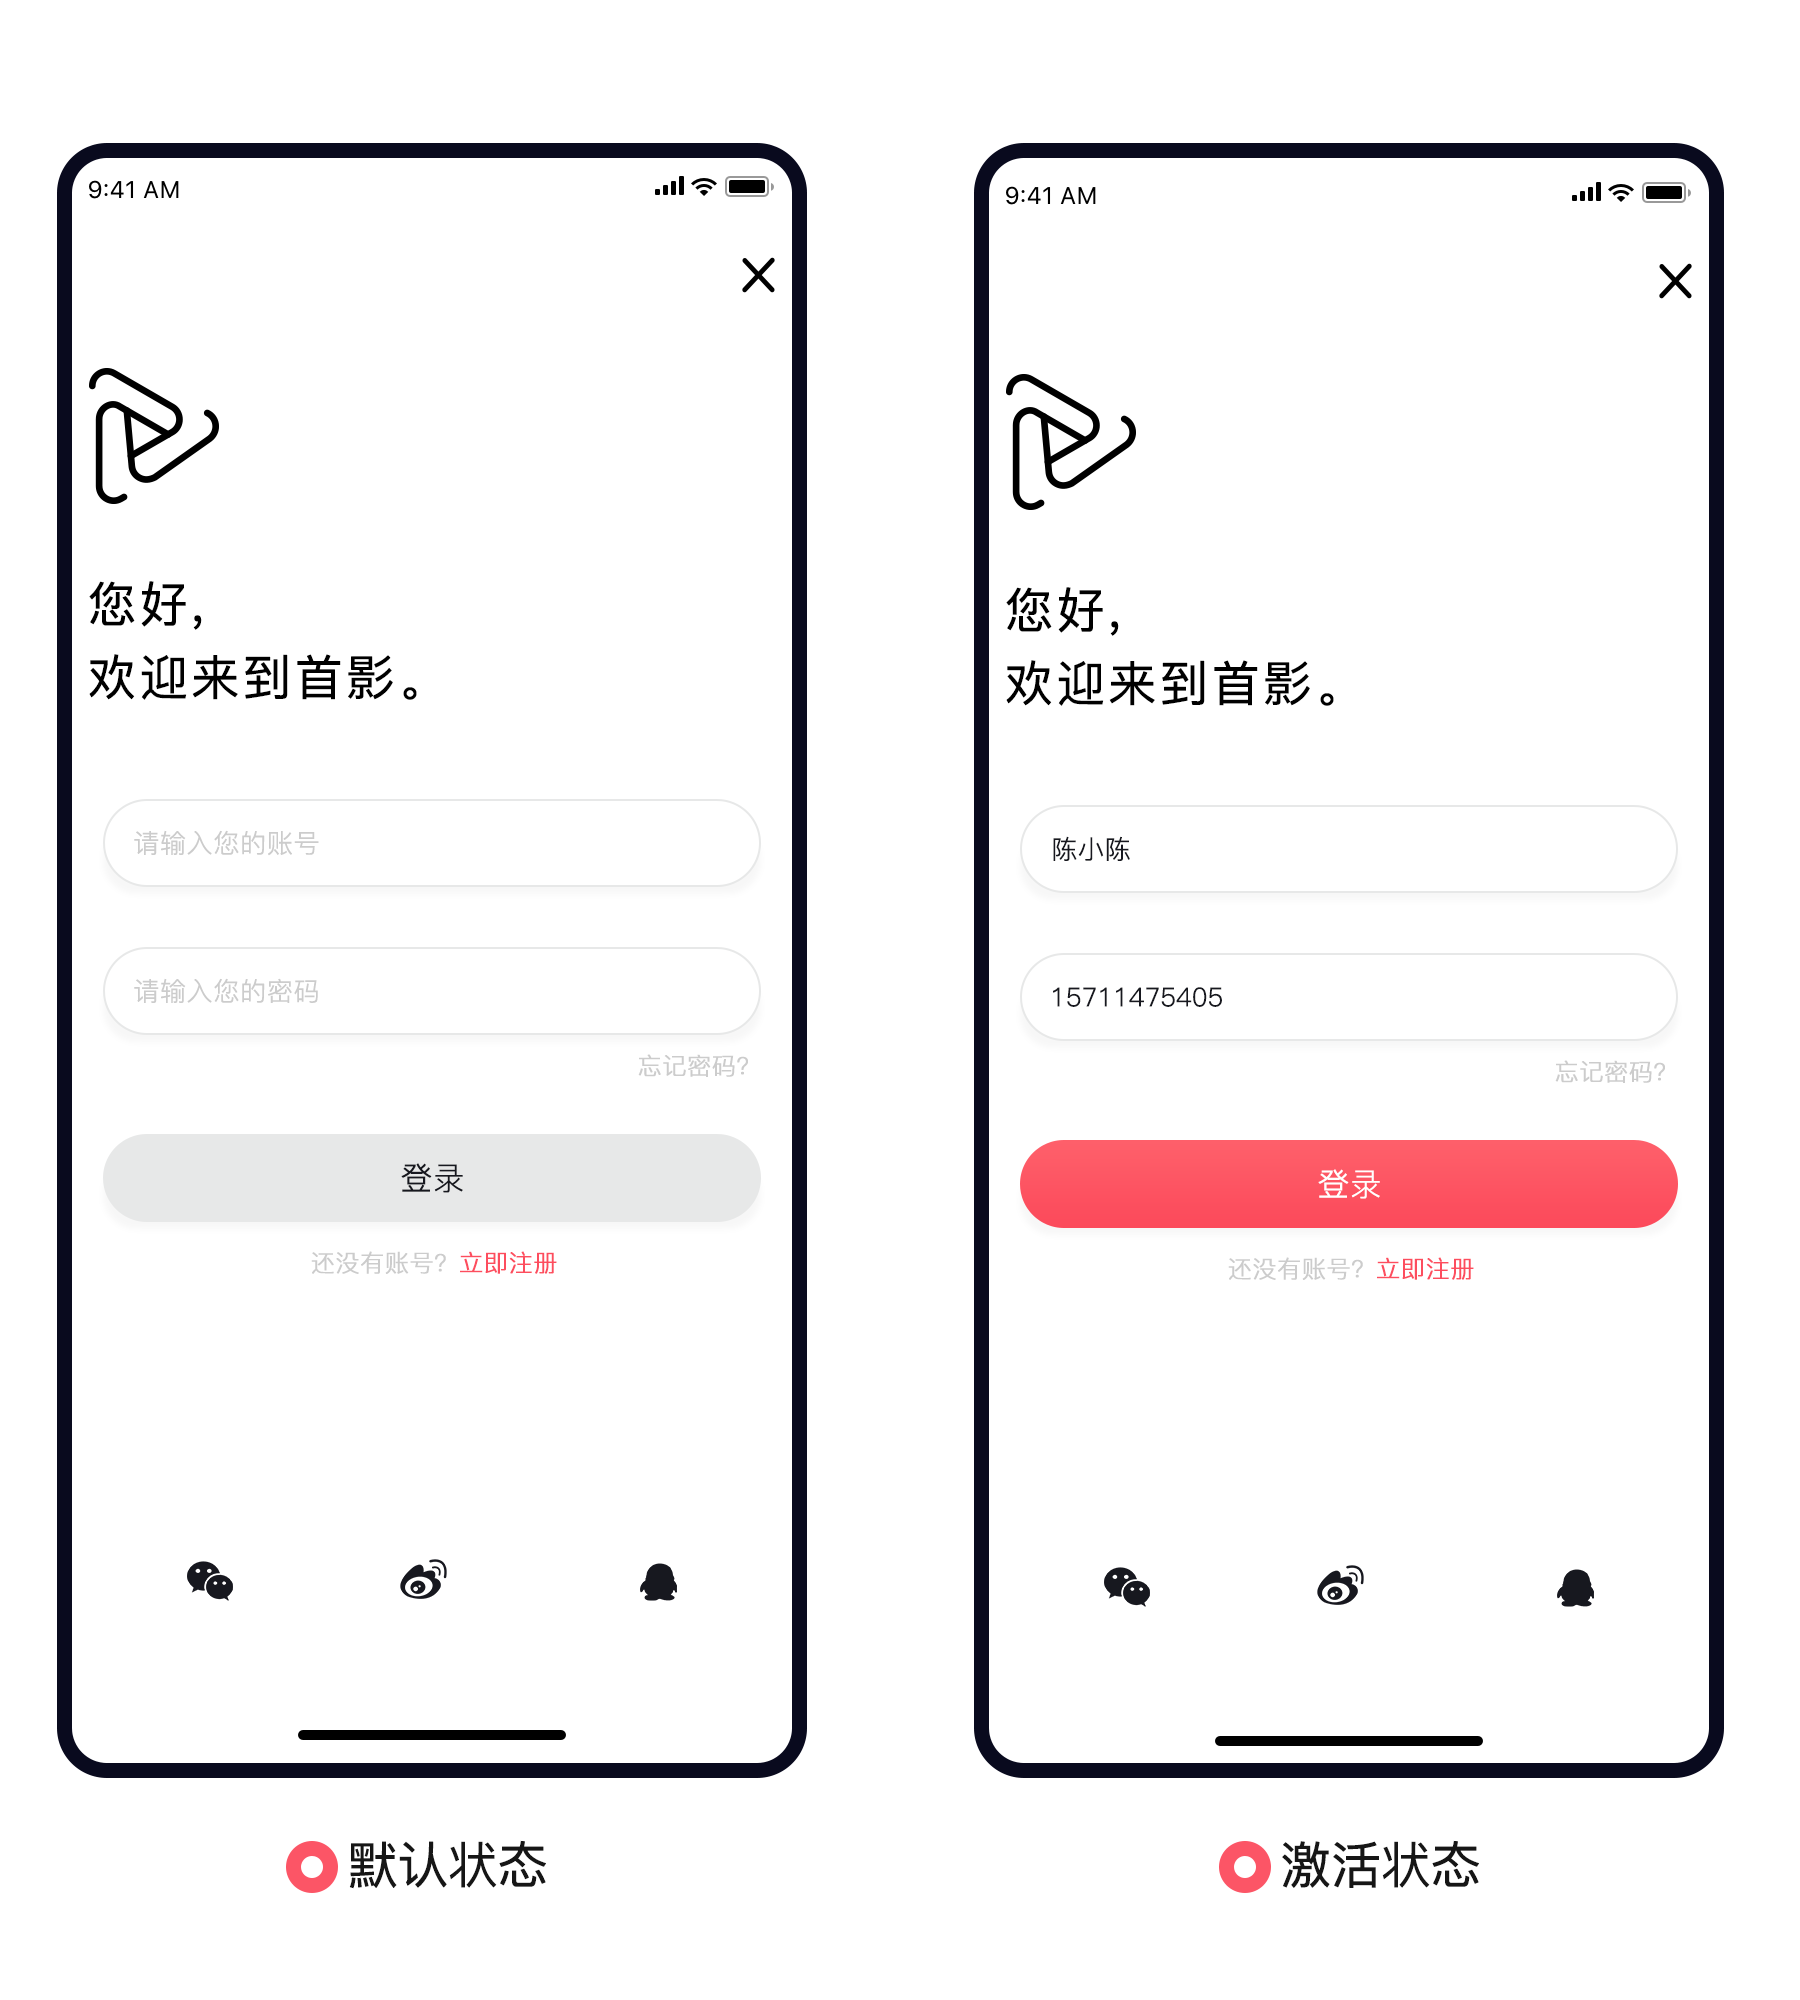 9:41 AM
您好,
欢迎来到首影。
请输入您的账号
请输入您的密码
忘记密码?
登录
还没有账号? 立即注册
默认状态
9:41 AM
您好,
欢迎来到首影。
陈小陈
15711475405
忘记密码?
登录
还没有账号? 立即注册
激活状态